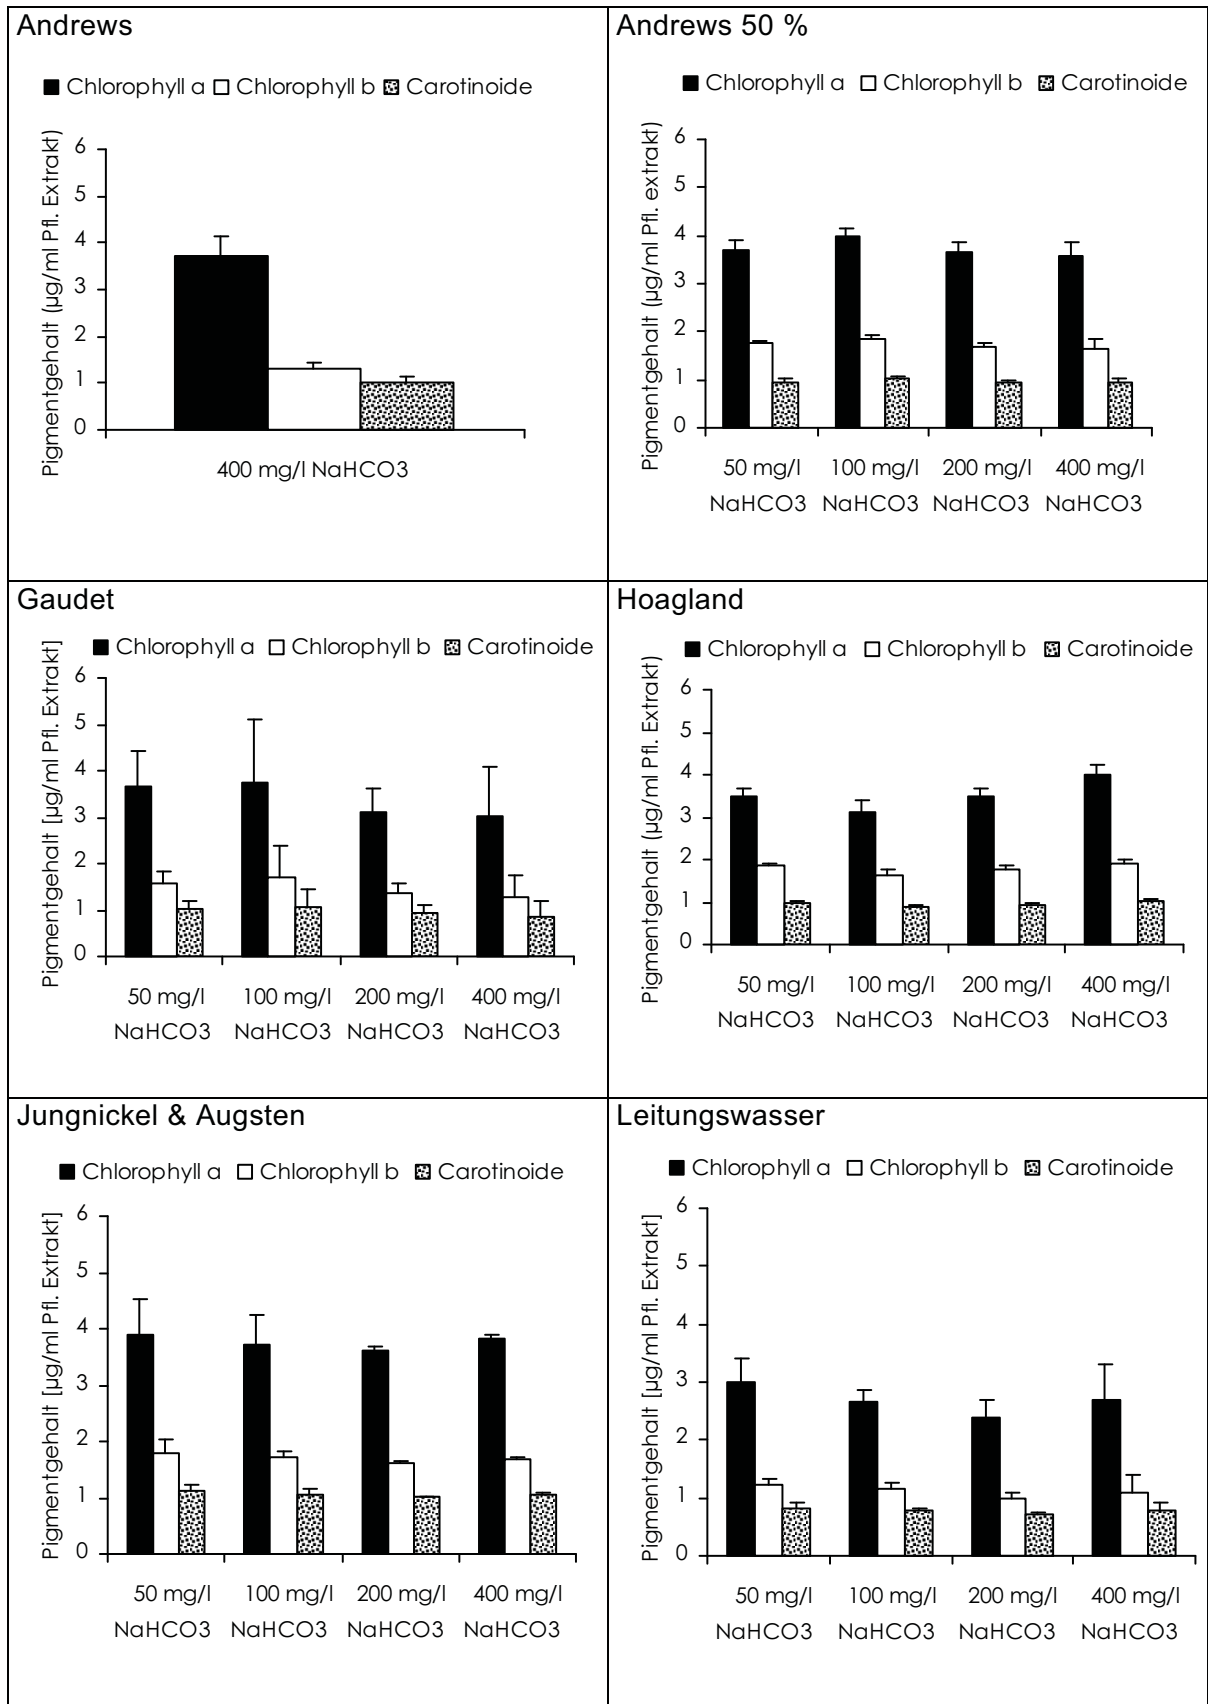 Andrews
Chlorophyll a Chlorophyll b Carotinoide
Pigmentgehalt (µg/ml Pfl. Extrakt)
6
5
4
3
2
1
0
400 mg/l NaHCO3
Andrews 50 %
Chlorophyll a Chlorophyll b Carotinoide
Pigmentgehalt (µg/ml Pfl. extrakt)
6
5
4
3
2
1
0
50 mg/l 100 mg/l 200 mg/l 400 mg/l
NaHCO3 NaHCO3 NaHCO3 NaHCO3
Gaudet
Chlorophyll a Chlorophyll b Carotinoide
Pigmentgehalt [µg/ml Pfl. Extrakt]
6
5
4
3
2
1
0
50 mg/l 100 mg/l 200 mg/l 400 mg/l
NaHCO3 NaHCO3 NaHCO3 NaHCO3
Hoagland
Chlorophyll a Chlorophyll b Carotinoide
Pigmentgehalt (µg/ml Pfl. Extrakt)
6
5
4
3
2
1
0
50 mg/l 100 mg/l 200 mg/l 400 mg/l
NaHCO3 NaHCO3 NaHCO3 NaHCO3
Jungnickel & Augsten
Chlorophyll a Chlorophyll b Carotinoide
Pigmentgehalt [µg/ml Pfl. Extrakt]
6
5
4
3
2
1
0
50 mg/l 100 mg/l 200 mg/l 400 mg/l
NaHCO3 NaHCO3 NaHCO3 NaHCO3
Leitungswasser
Chlorophyll a Chlorophyll b Carotinoide
Pigmentgehalt [µg/ml Pfl. Extrakt]
6
5
4
3
2
1
0
50 mg/l 100 mg/l 200 mg/l 400 mg/l
NaHCO3 NaHCO3 NaHCO3 NaHCO3